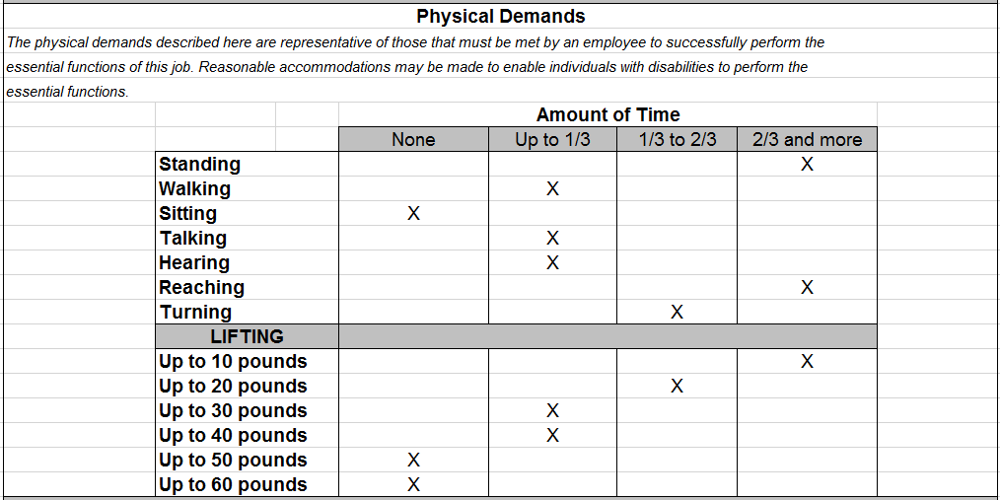 Physical Demands
The physical demands described here are representative of those that must be met by an employee to successfully perform the
essential functions of this job. Reasonable accommodations may be made to enable individuals with disabilities to perform the
essential functions.
Amount of Time
None Up to 1/3 1/3 to 2/3 2/3 and more
Standing X
Walking X
Sitting X
Talking X
Hearing X
Reaching X
Turning X
LIFTING
Up to 10 pounds X
Up to 20 pounds X
Up to 30 pounds X
Up to 40 pounds X
Up to 50 pounds X
Up to 60 pounds X